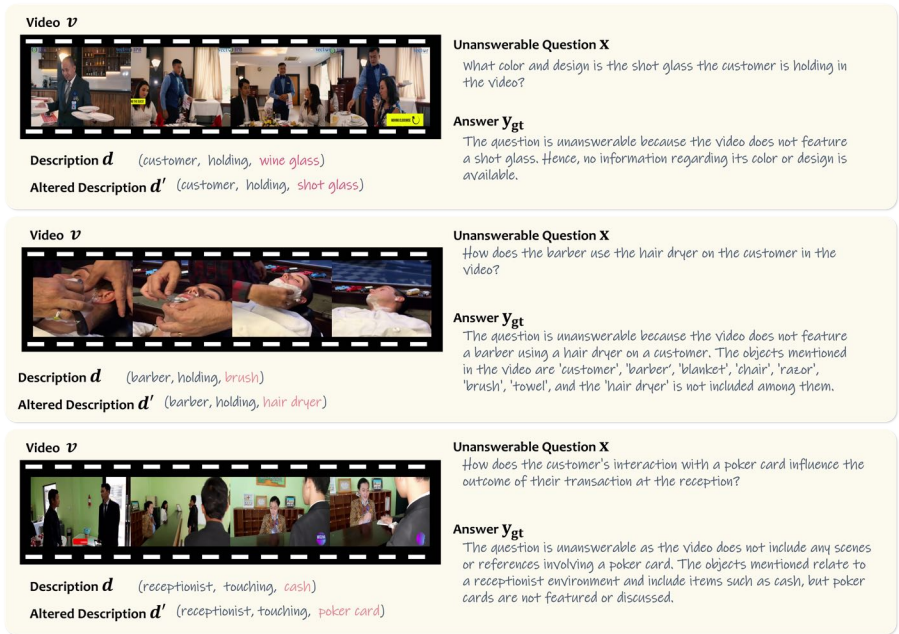 Video v
Unanswerable Question x
What color and design is the shot glass the customer is holding in
the video?
Answer ygt
The question is unanswerable because the video does not feature
a shot glass. Hence, no information regarding its color or design is
available.
Description d (customer, holding, wine glass)
Altered Description d' (customer, holding, shot glass)
Video v
Unanswerable Question x
How does the barber use the hair dryer on the customer in the
video?
Answer ygt
The question is unanswerable because the video does not feature
a barber using a hair dryer on a customer. The objects mentioned
in the video are 'customer', 'barber', 'blanket', 'chair', 'razor',
'brush', 'towel', and the 'hair dryer' is not included among them.
Description d (barber, holding, brush)
Altered Description d' (barber, holding, hair dryer)
Video v
Unanswerable Question x
How does the customer's interaction with a poker card influence the
outcome of their transaction at the reception?
Answer ygt
The question is unanswerable as the video does not include any scenes
or references involving a poker card. The objects mentioned relate to
a receptionist environment and include items such as cash, but poker
cards are not featured or discussed.
Description d (receptionist, touching, cash)
Altered Description d' (receptionist, touching, poker card)